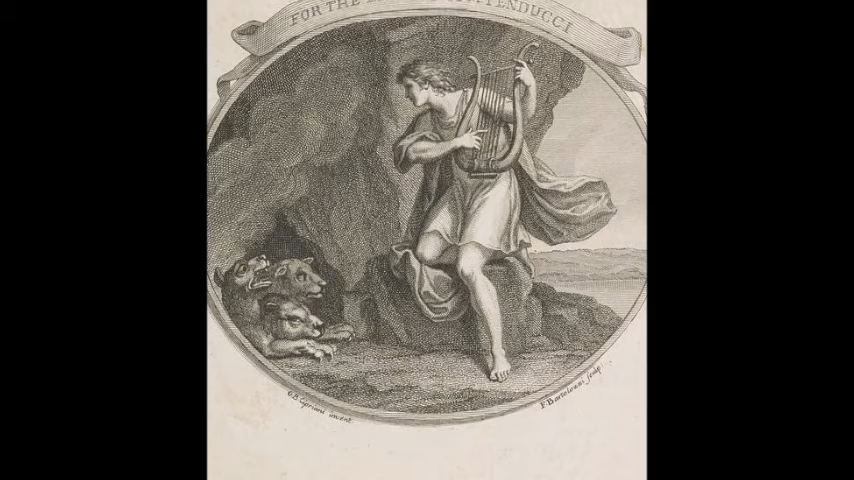 FOR THE TENDUCCI
G.B. Cipriani invent.
F. Bartolozzi sculp.